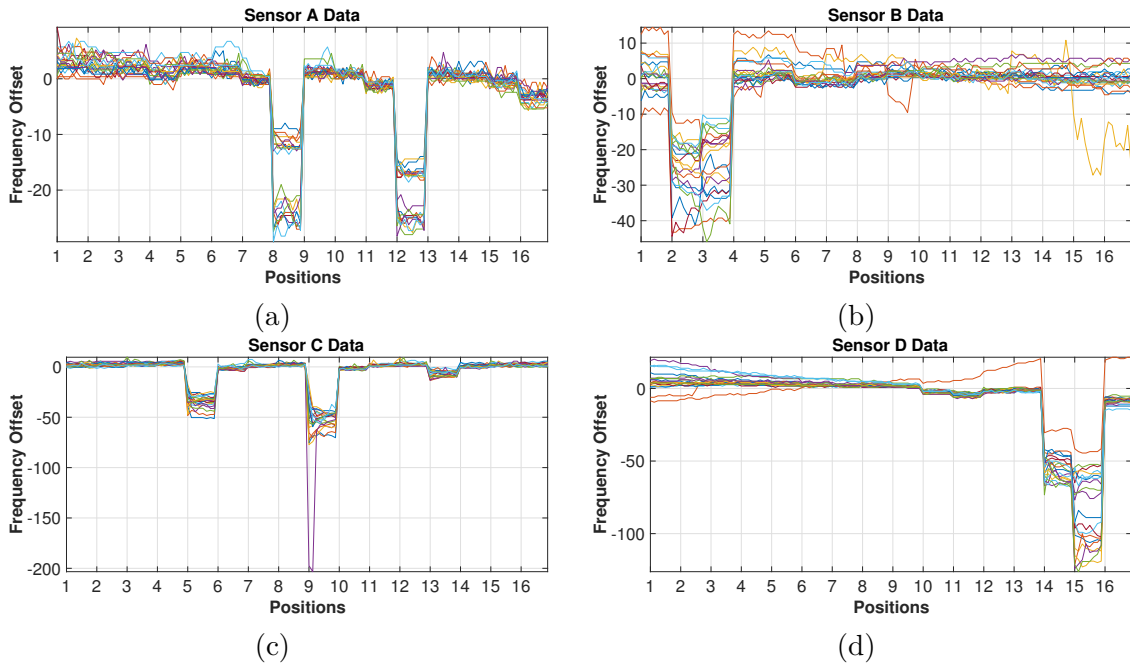 Sensor A Data
Frequency Offset
0
-10
-20
1 2 3 4 5 6 7 8 9 10 11 12 13 14 15 16
Positions
(a)
Sensor B Data
Frequency Offset
10
0
-10
-20
-30
-40
1 2 3 4 5 6 7 8 9 10 11 12 13 14 15 16
Positions
(b)
Sensor C Data
Frequency Offset
0
-50
-100
-150
-200
1 2 3 4 5 6 7 8 9 10 11 12 13 14 15 16
Positions
(c)
Sensor D Data
Frequency Offset
0
-50
-100
1 2 3 4 5 6 7 8 9 10 11 12 13 14 15 16
Positions
(d)